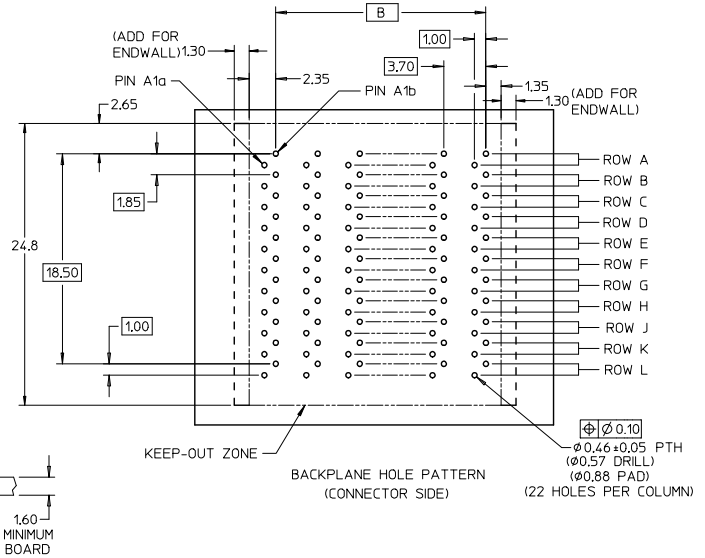 B
(ADD FOR
ENDWALL)
1.30
1.00
3.70
PIN A1a
2.35
PIN A1b
1.35
(ADD FOR
1.30
ENDWALL)
2.65
ROW A
ROW B
1.85
ROW C
ROW D
24.8
ROW E
18.50
ROW F
ROW G
ROW H
1.00
ROW J
ROW K
ROW L
⌖ Ø 0.10
KEEP-OUT ZONE
Ø0.46±0.05 PTH
(Ø0.57 DRILL)
(Ø0.88 PAD)
(22 HOLES PER COLUMN)
BACKPLANE HOLE PATTERN
(CONNECTOR SIDE)
1.60
MINIMUM
BOARD